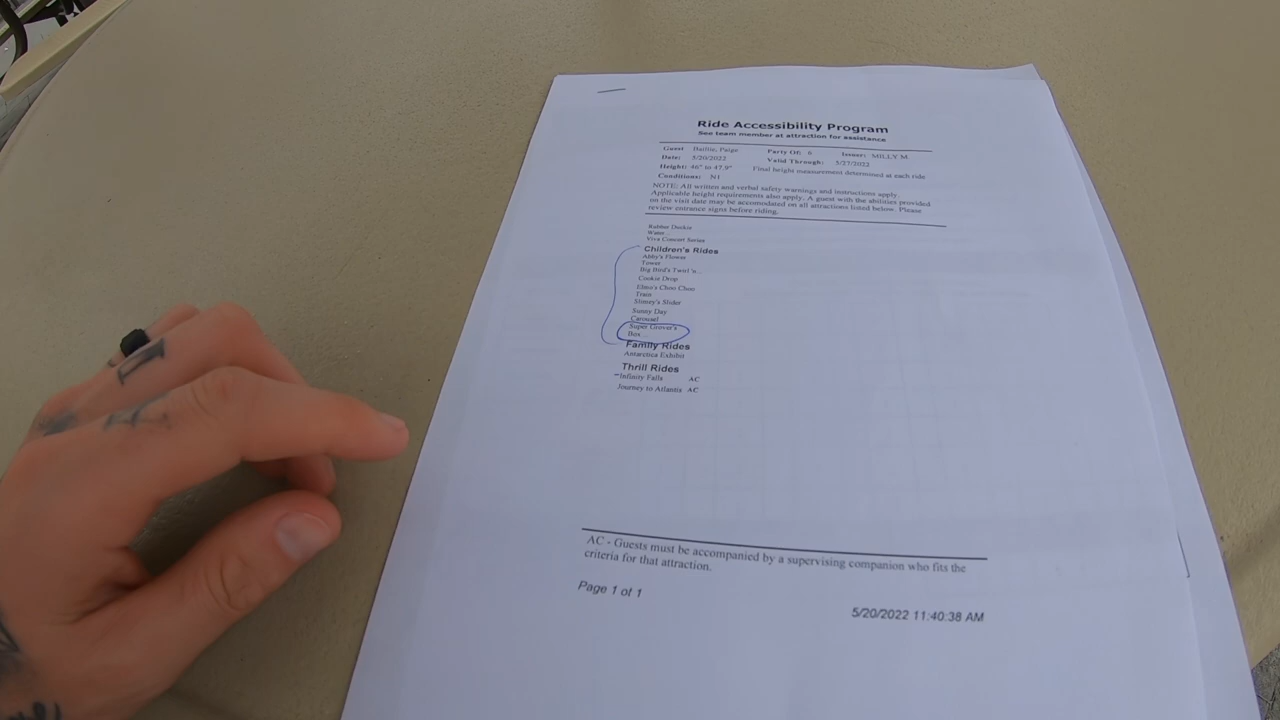 Ride Accessibility Program
See team member at attraction for assistance
Guest Baillie, Paige Party Of: 6 Issuer: MILLY M.
Date: 5/20/2022 Valid Through: 5/27/2022
Height: 46" to 47.9" Final height measurement determined at each ride
Conditions: N1
NOTE: All written and verbal safety warnings and instructions apply.
Applicable height requirements also apply. A guest with the abilities provided
on the visit date may be accomodated on all attractions listed below. Please
review entrance signs before riding.
Rubber Duckie
Water...
Viva Concert Series
Children's Rides
Abby's Flower
Tower
Big Bird's Twirl 'n...
Cookie Drop
Elmo's Choo Choo
Train
Slimey's Slider
Sunny Day
Carousel
Super Grover's
Box
Family Rides
Antarctica Exhibit
Thrill Rides
Infinity Falls AC
Journey to Atlantis AC
AC - Guests must be accompanied by a supervising companion who fits the
criteria for that attraction.
Page 1 of 1
5/20/2022 11:40:38 AM